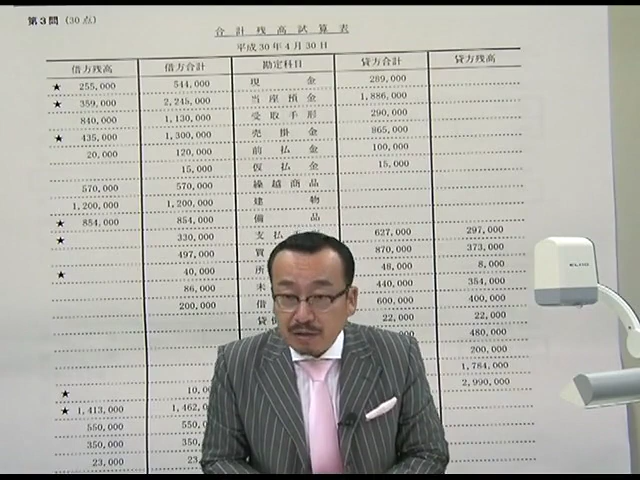 第3問 (30点)
合計残高試算表
平成30年4月30日
借方残高 借方合計 勘定科目 貸方合計 貸方残高
★ 255,000 544,000 現金 289,000
★ 359,000 2,245,000 当座預金 1,886,000
840,000 1,130,000 受取手形 290,000
★ 435,000 1,300,000 売掛金 865,000
20,000 120,000 前払金 100,000
15,000 仮払金 15,000
570,000 570,000 繰越商品
1,200,000 1,200,000 建物
★ 854,000 854,000 備品
★ 330,000 支払 627,000 297,000
497,000 買 870,000 373,000
★ 40,000 所 48,000 8,000
86,000 未 440,000 354,000
200,000 借 600,000 400,000
貸 22,000 22,000
480,000
200,000
1,784,000
★ 2,990,000
★ 1,413,000 1,462,
550,000 550,
350,000 350,
23,000 23,
ELMO